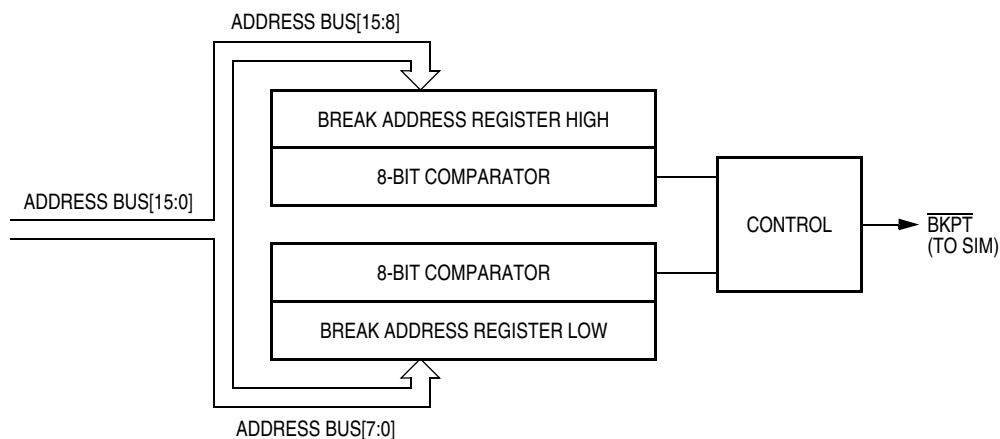 ADDRESS BUS[15:8]
BREAK ADDRESS REGISTER HIGH
8-BIT COMPARATOR
ADDRESS BUS[15:0]
CONTROL
BKPT
(TO SIM)
8-BIT COMPARATOR
BREAK ADDRESS REGISTER LOW
ADDRESS BUS[7:0]